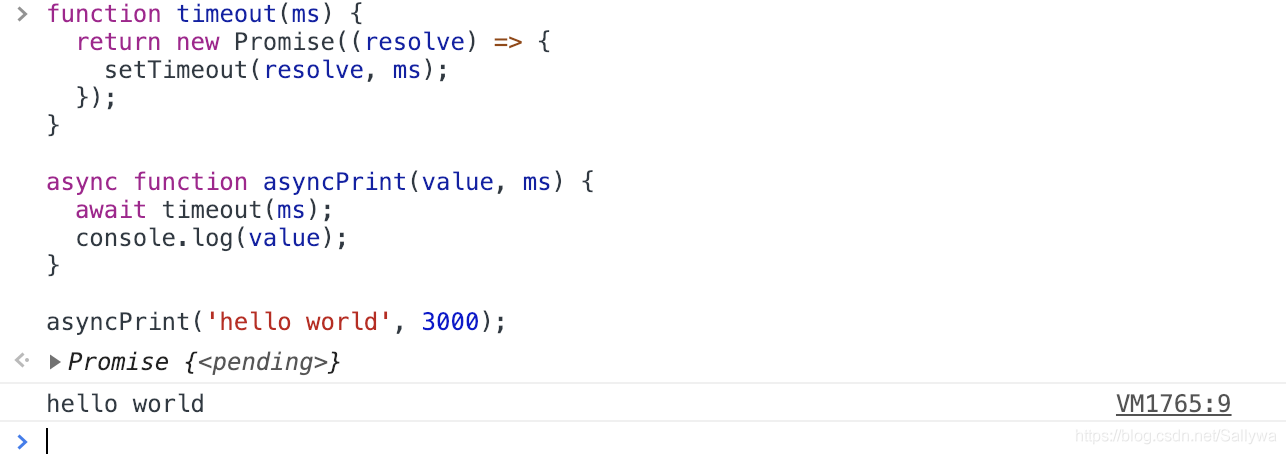 function timeout(ms) {
  return new Promise((resolve) => {
    setTimeout(resolve, ms);
  });
}
async function asyncPrint(value, ms) {
  await timeout(ms);
  console.log(value);
}
asyncPrint('hello world', 3000);
Promise {<pending>}
hello world VM1765:9
https://blog.csdn.net/Sallywa